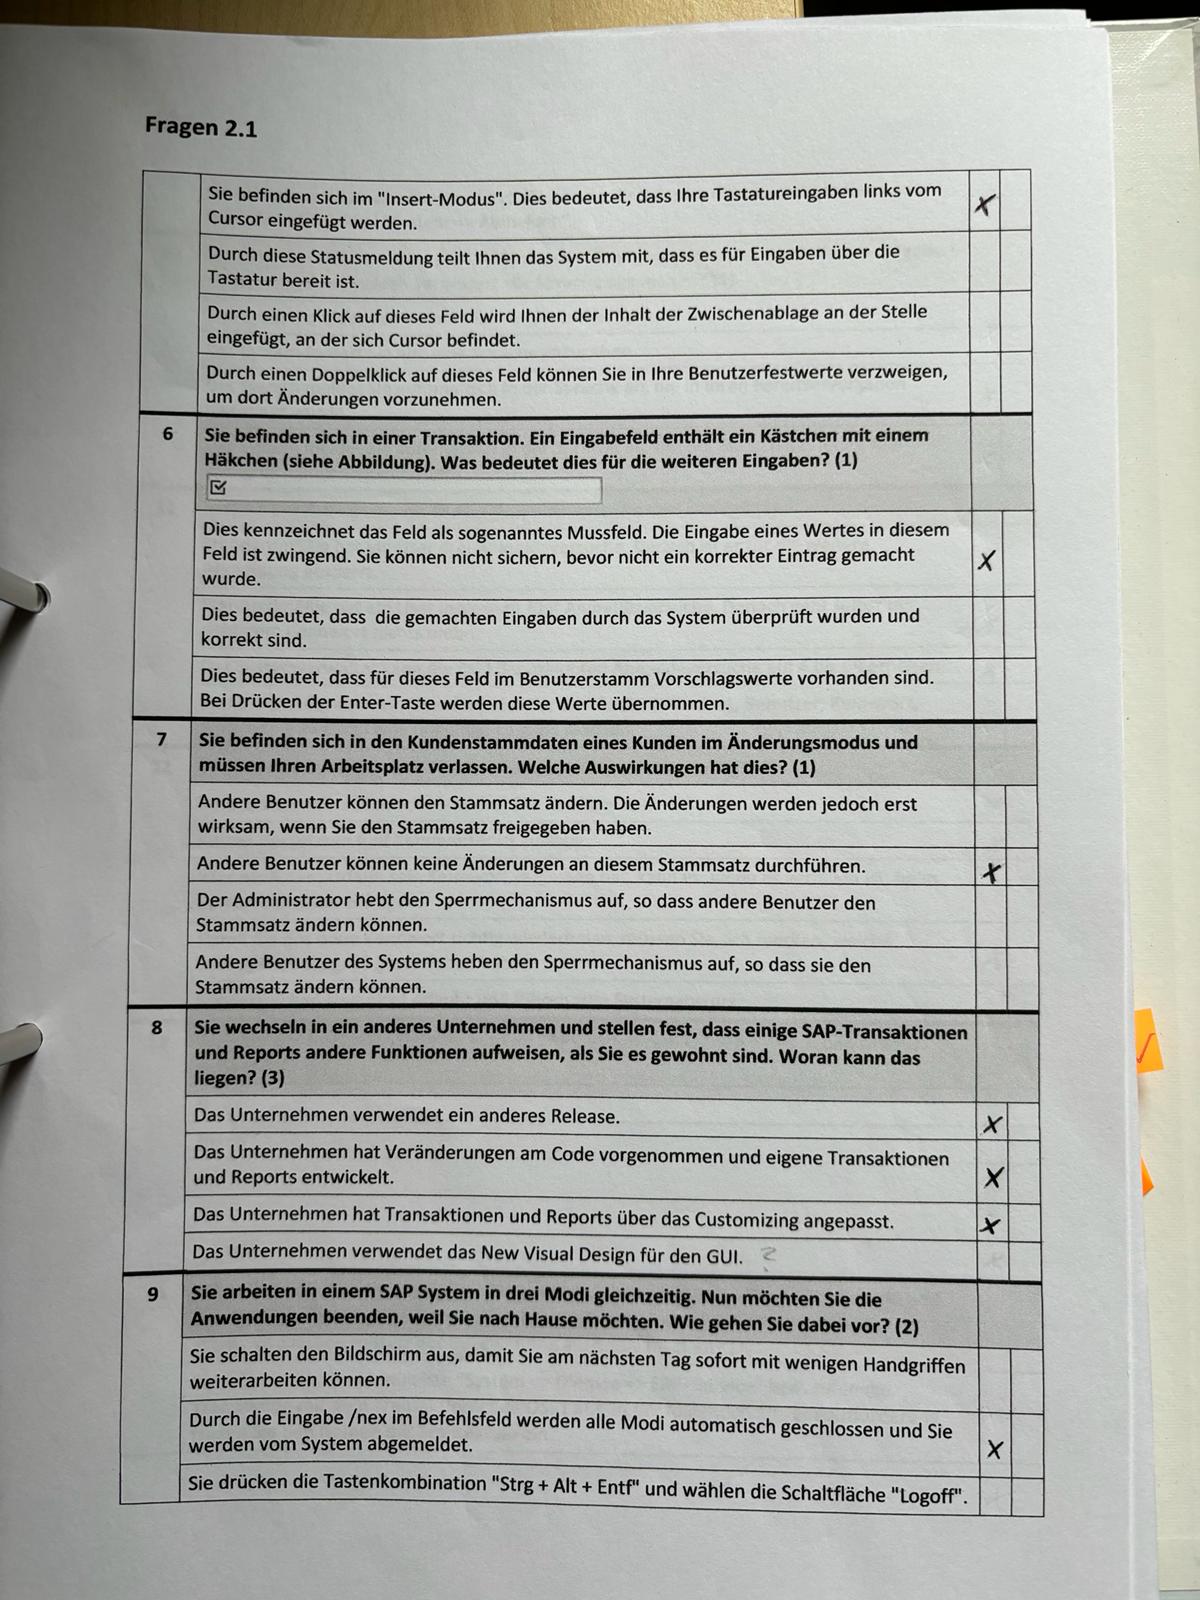 Fragen 2.1
Sie befinden sich im "Insert-Modus". Dies bedeutet, dass Ihre Tastatureingaben links vom
Cursor eingefügt werden.
X
Durch diese Statusmeldung teilt Ihnen das System mit, dass es für Eingaben über die
Tastatur bereit ist.
Durch einen Klick auf dieses Feld wird Ihnen der Inhalt der Zwischenablage an der Stelle
eingefügt, an der sich Cursor befindet.
Durch einen Doppelklick auf dieses Feld können Sie in Ihre Benutzerfestwerte verzweigen,
um dort Änderungen vorzunehmen.
6 Sie befinden sich in einer Transaktion. Ein Eingabefeld enthält ein Kästchen mit einem
Häkchen (siehe Abbildung). Was bedeutet dies für die weiteren Eingaben? (1)
Dies kennzeichnet das Feld als sogenanntes Mussfeld. Die Eingabe eines Wertes in diesem
Feld ist zwingend. Sie können nicht sichern, bevor nicht ein korrekter Eintrag gemacht
wurde.
X
Dies bedeutet, dass die gemachten Eingaben durch das System überprüft wurden und
korrekt sind.
Dies bedeutet, dass für dieses Feld im Benutzerstamm Vorschlagswerte vorhanden sind.
Bei Drücken der Enter-Taste werden diese Werte übernommen.
7 Sie befinden sich in den Kundenstammdaten eines Kunden im Änderungsmodus und
müssen Ihren Arbeitsplatz verlassen. Welche Auswirkungen hat dies? (1)
Andere Benutzer können den Stammsatz ändern. Die Änderungen werden jedoch erst
wirksam, wenn Sie den Stammsatz freigegeben haben.
Andere Benutzer können keine Änderungen an diesem Stammsatz durchführen. X
Der Administrator hebt den Sperrmechanismus auf, so dass andere Benutzer den
Stammsatz ändern können.
Andere Benutzer des Systems heben den Sperrmechanismus auf, so dass sie den
Stammsatz ändern können.
8 Sie wechseln in ein anderes Unternehmen und stellen fest, dass einige SAP-Transaktionen
und Reports andere Funktionen aufweisen, als Sie es gewohnt sind. Woran kann das
liegen? (3)
Das Unternehmen verwendet ein anderes Release. X
Das Unternehmen hat Veränderungen am Code vorgenommen und eigene Transaktionen
und Reports entwickelt. X
Das Unternehmen hat Transaktionen und Reports über das Customizing angepasst. X
Das Unternehmen verwendet das New Visual Design für den GUI. ?
9 Sie arbeiten in einem SAP System in drei Modi gleichzeitig. Nun möchten Sie die
Anwendungen beenden, weil Sie nach Hause möchten. Wie gehen Sie dabei vor? (2)
Sie schalten den Bildschirm aus, damit Sie am nächsten Tag sofort mit wenigen Handgriffen
weiterarbeiten können.
Durch die Eingabe /nex im Befehlsfeld werden alle Modi automatisch geschlossen und Sie
werden vom System abgemeldet. X
Sie drücken die Tastenkombination "Strg + Alt + Entf" und wählen die Schaltfläche "Logoff".